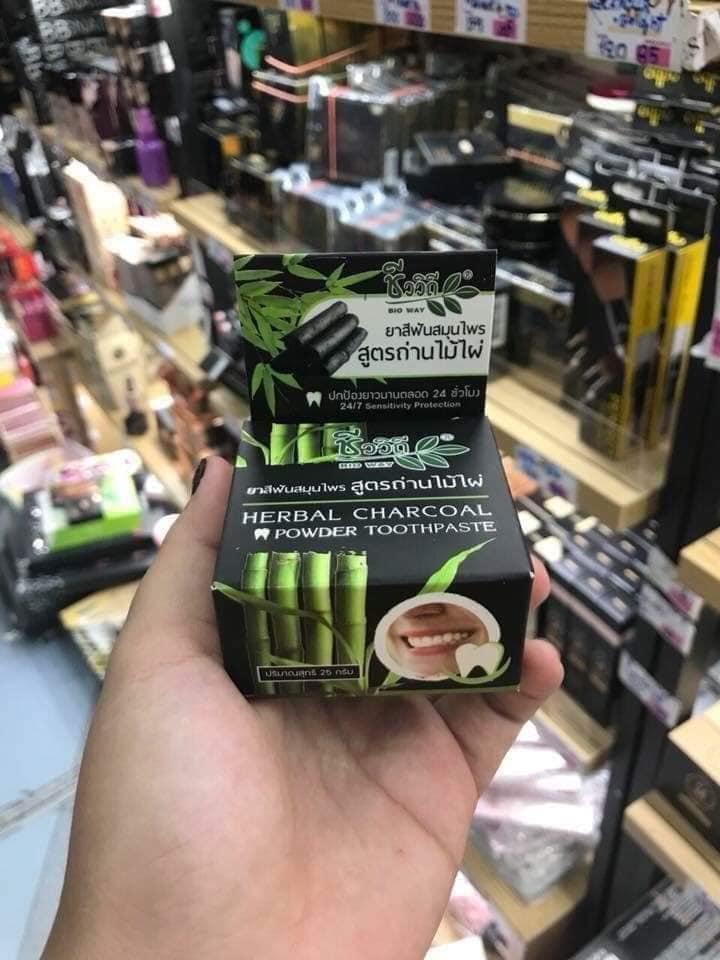 ชีววิถี®
BIO WAY
ยาสีฟันสมุนไพร
สูตรถ่านไม้ไผ่
ปกป้องยาวนานตลอด 24 ชั่วโมง
24/7 Sensitivity Protection
ชีววิถี®
BIO WAY
ยาสีฟันสมุนไพร สูตรถ่านไม้ไผ่
HERBAL CHARCOAL
POWDER TOOTHPASTE
ปริมาณสุทธิ 25 กรัม